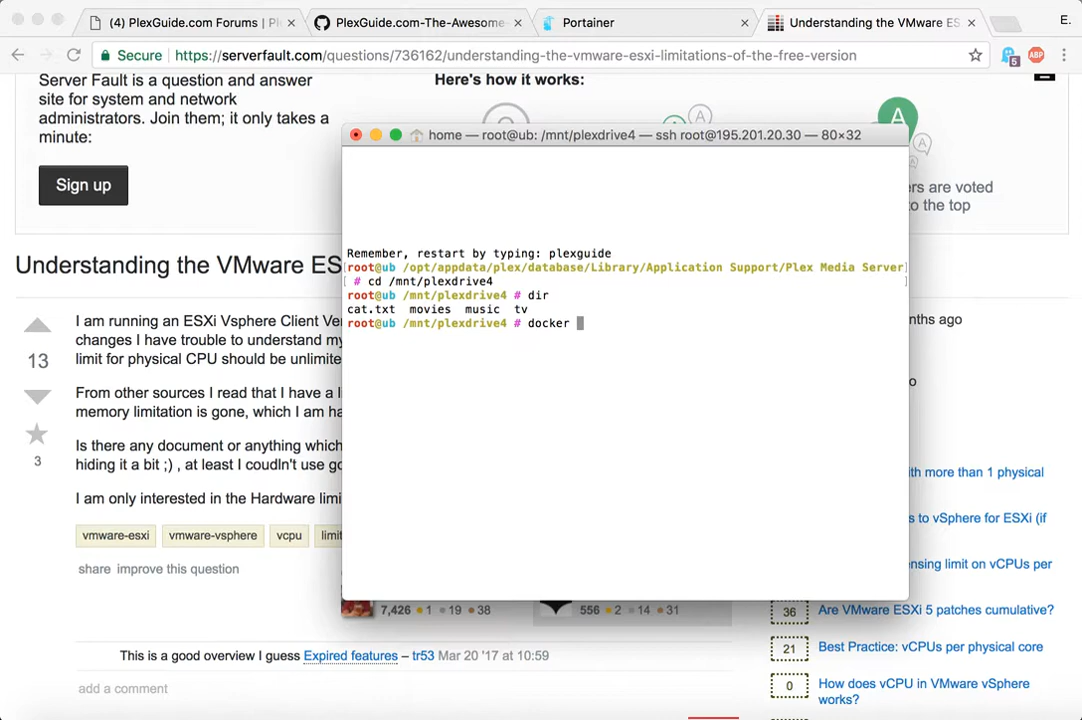 (4) PlexGuide.com Forums | Pl
PlexGuide.com-The-Awesome-
Portainer
Understanding the VMware ES
E.
Secure
https://serverfault.com/questions/736162/understanding-the-vmware-esxi-limitations-of-the-free-version
5
ABP
Server Fault is a question and answer
site for system and network
administrators. Join them; it only takes a
minute:
Sign up
Here's how it works:
A
A
A
ers are voted
to the top
home — root@ub: /mnt/plexdrive4 — ssh root@195.201.20.30 — 80×32
Remember, restart by typing: plexguide
[root@ub /opt/appdata/plex/database/Library/Application Support/Plex Media Server]
[ # cd /mnt/plexdrive4 ]
root@ub /mnt/plexdrive4 # dir
cat.txt movies music tv
root@ub /mnt/plexdrive4 # docker
Understanding the VMware ES
13
3
I am running an ESXi Vsphere Client Ve
changes I have trouble to understand my
limit for physical CPU should be unlimite
From other sources I read that I have a l
memory limitation is gone, which I am ha
Is there any document or anything which
hiding it a bit ;) , at least I coudln't use go
I am only interested in the Hardware limi
vmware-esxi
vmware-vsphere
vcpu
limit
share improve this question
7,426 1 19 38
556 2 14 31
This is a good overview I guess Expired features – tr53 Mar 20 '17 at 10:59
add a comment
nths ago
o
ith more than 1 physical
s to vSphere for ESXi (if
ensing limit on vCPUs per
36 Are VMware ESXi 5 patches cumulative?
21 Best Practice: vCPUs per physical core
0 How does vCPU in VMware vSphere
works?